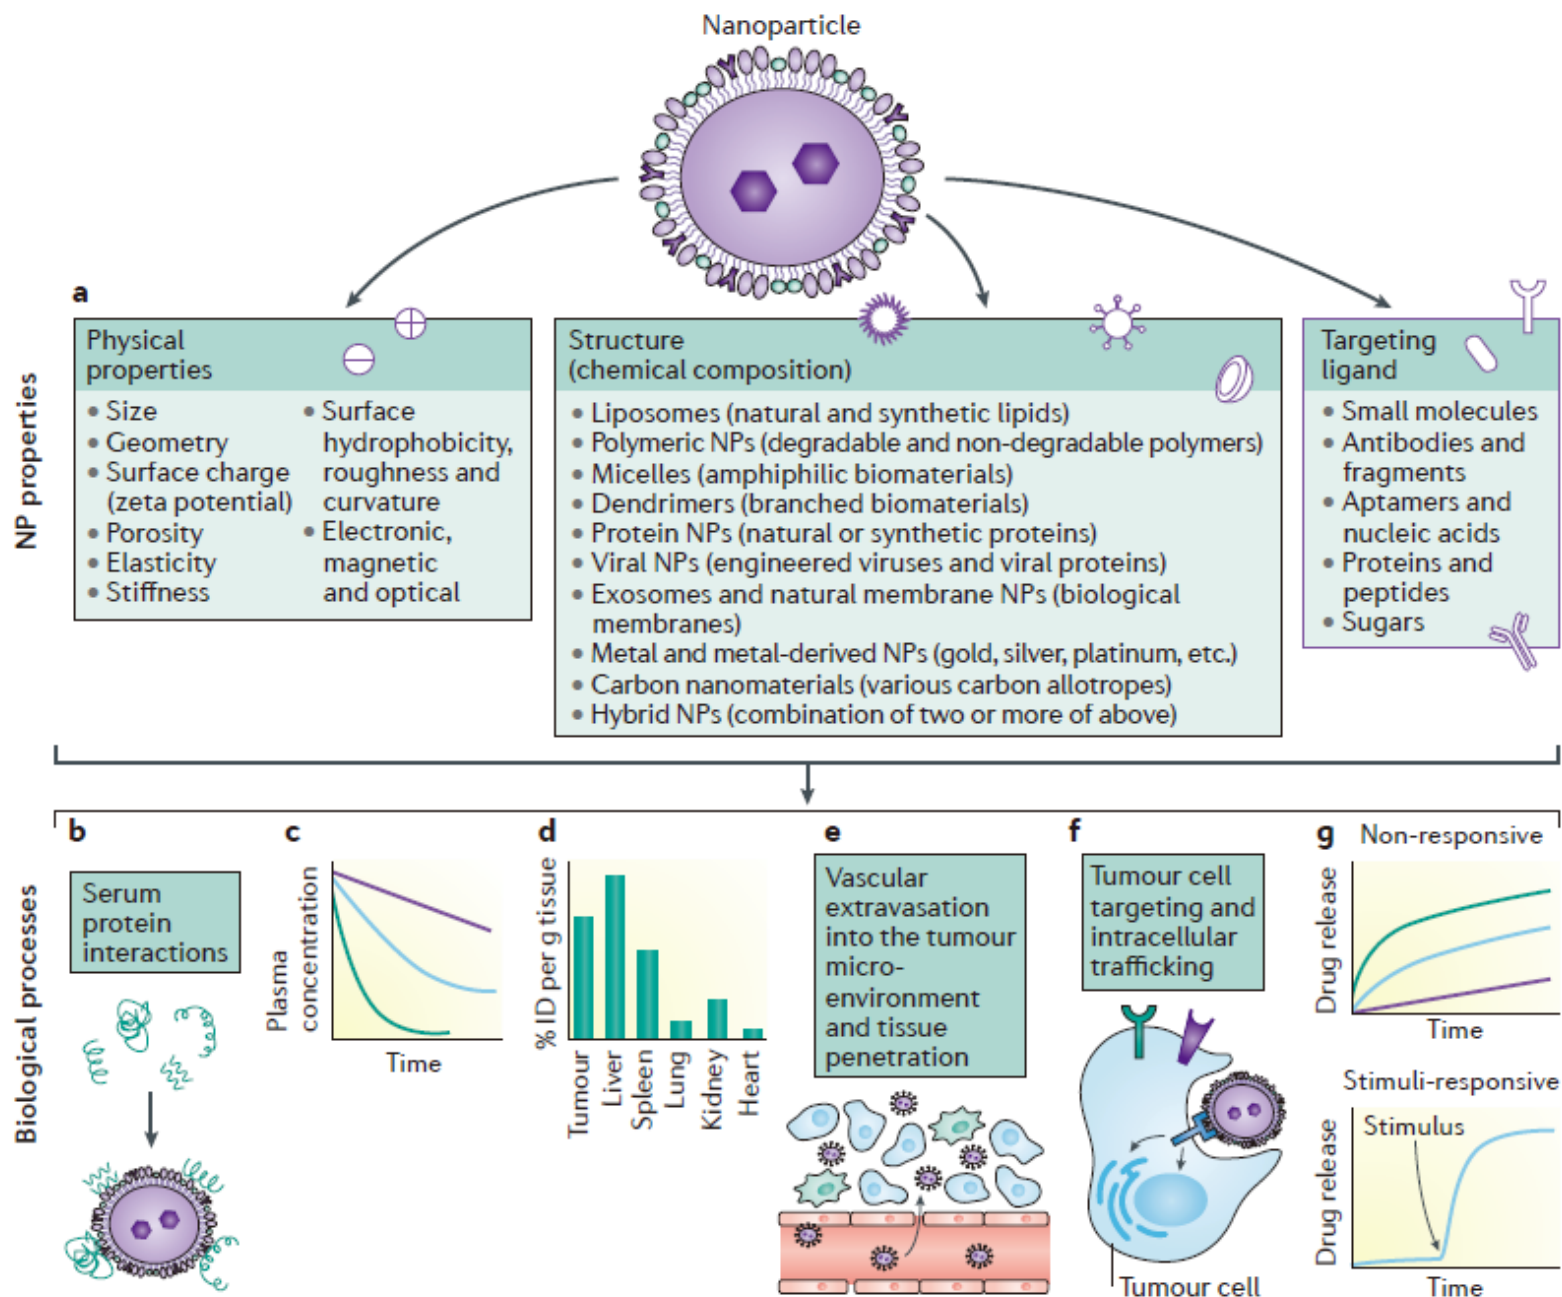 Nanoparticle
a
NP properties
Physical
properties
• Size
• Geometry
• Surface charge
(zeta potential)
• Porosity
• Elasticity
• Stiffness
• Surface
hydrophobicity,
roughness and
curvature
• Electronic,
magnetic
and optical
Structure
(chemical composition)
• Liposomes (natural and synthetic lipids)
• Polymeric NPs (degradable and non-degradable polymers)
• Micelles (amphiphilic biomaterials)
• Dendrimers (branched biomaterials)
• Protein NPs (natural or synthetic proteins)
• Viral NPs (engineered viruses and viral proteins)
• Exosomes and natural membrane NPs (biological
membranes)
• Metal and metal-derived NPs (gold, silver, platinum, etc.)
• Carbon nanomaterials (various carbon allotropes)
• Hybrid NPs (combination of two or more of above)
Targeting
ligand
• Small molecules
• Antibodies and
fragments
• Aptamers and
nucleic acids
• Proteins and
peptides
• Sugars
Biological processes
b
Serum
protein
interactions
c
Plasma
concentration
Time
d
% ID per g tissue
Tumour
Liver
Spleen
Lung
Kidney
Heart
e
Vascular
extravasation
into the tumour
micro-
environment
and tissue
penetration
f
Tumour cell
targeting and
intracellular
trafficking
Tumour cell
g
Non-responsive
Drug release
Time
Stimuli-responsive
Stimulus
Drug release
Time